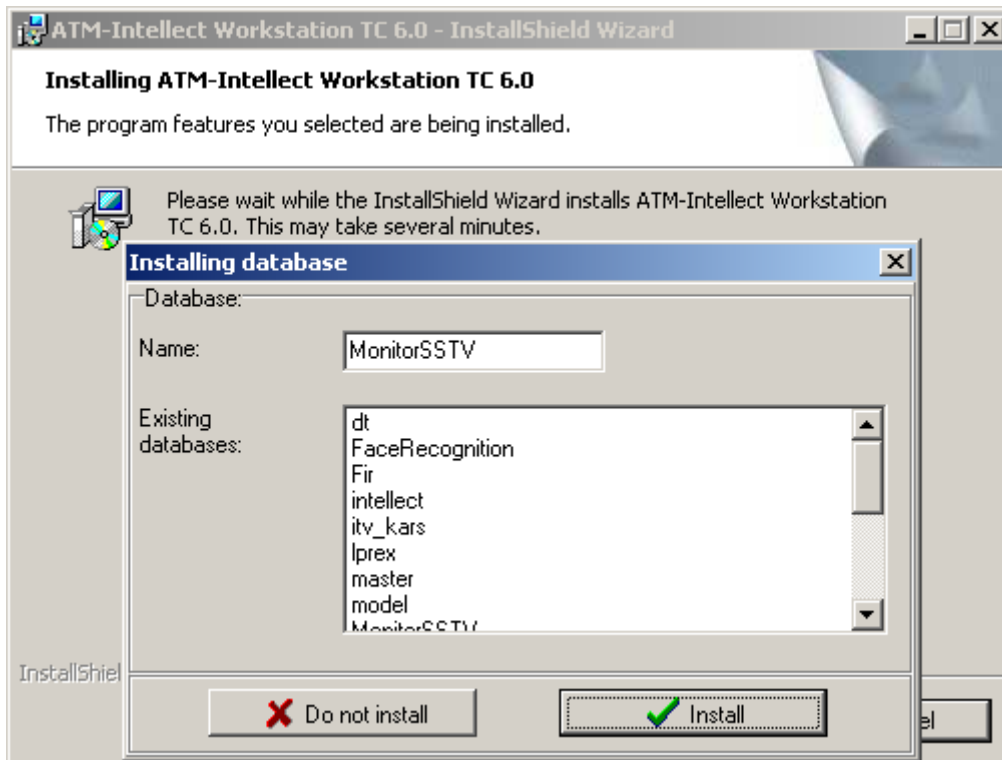 ATM-Intellect Workstation TC 6.0 - InstallShield Wizard
Installing ATM-Intellect Workstation TC 6.0
The program features you selected are being installed.
Please wait while the InstallShield Wizard installs ATM-Intellect Workstation
TC 6.0. This may take several minutes.
Installing database
Database:
Name:
MonitorSSTV
Existing
databases:
dt
FaceRecognition
Fir
intellect
itv_kars
lprex
master
model
MonitorSSTV
InstallShiel
Do not install
Install
el